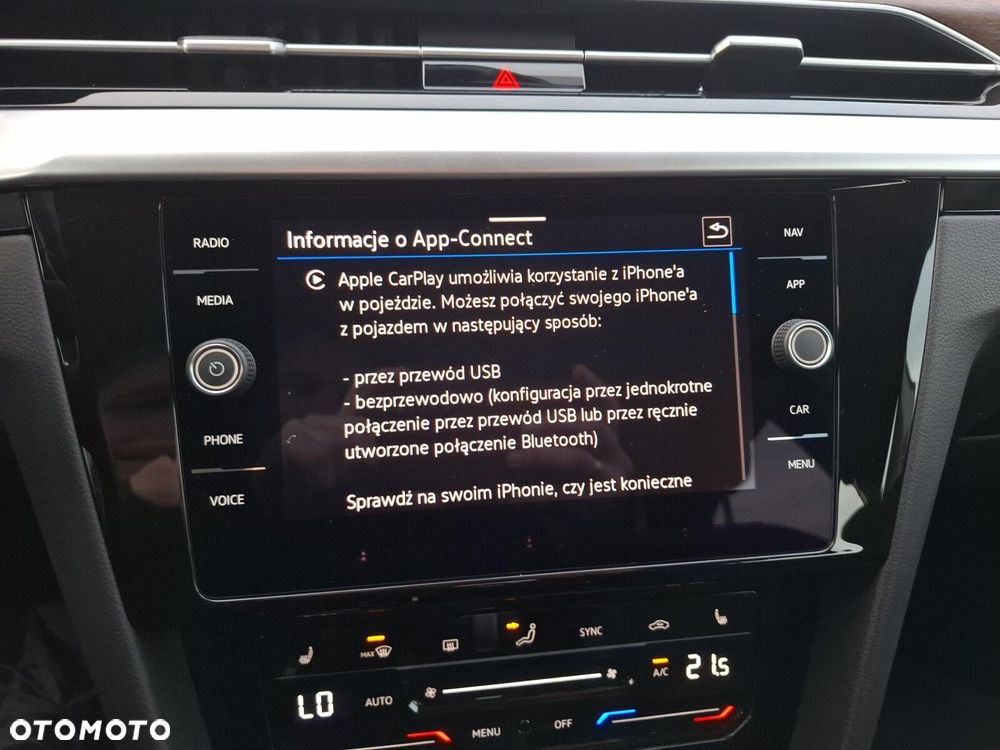 RADIO
MEDIA
PHONE
VOICE
Informacje o App-Connect
Apple CarPlay umożliwia korzystanie z iPhone'a
w pojeździe. Możesz połączyć swojego iPhone'a
z pojazdem w następujący sposób:
- przez przewód USB
- bezprzewodowo (konfiguracja przez jednokrotne
połączenie przez przewód USB lub przez ręcznie
utworzone połączenie Bluetooth)
Sprawdź na swoim iPhonie, czy jest konieczne
NAV
APP
CAR
MENU
MAX
SYNC
LO
AUTO
A/C
21.5
MENU
OFF
OTOMOTO